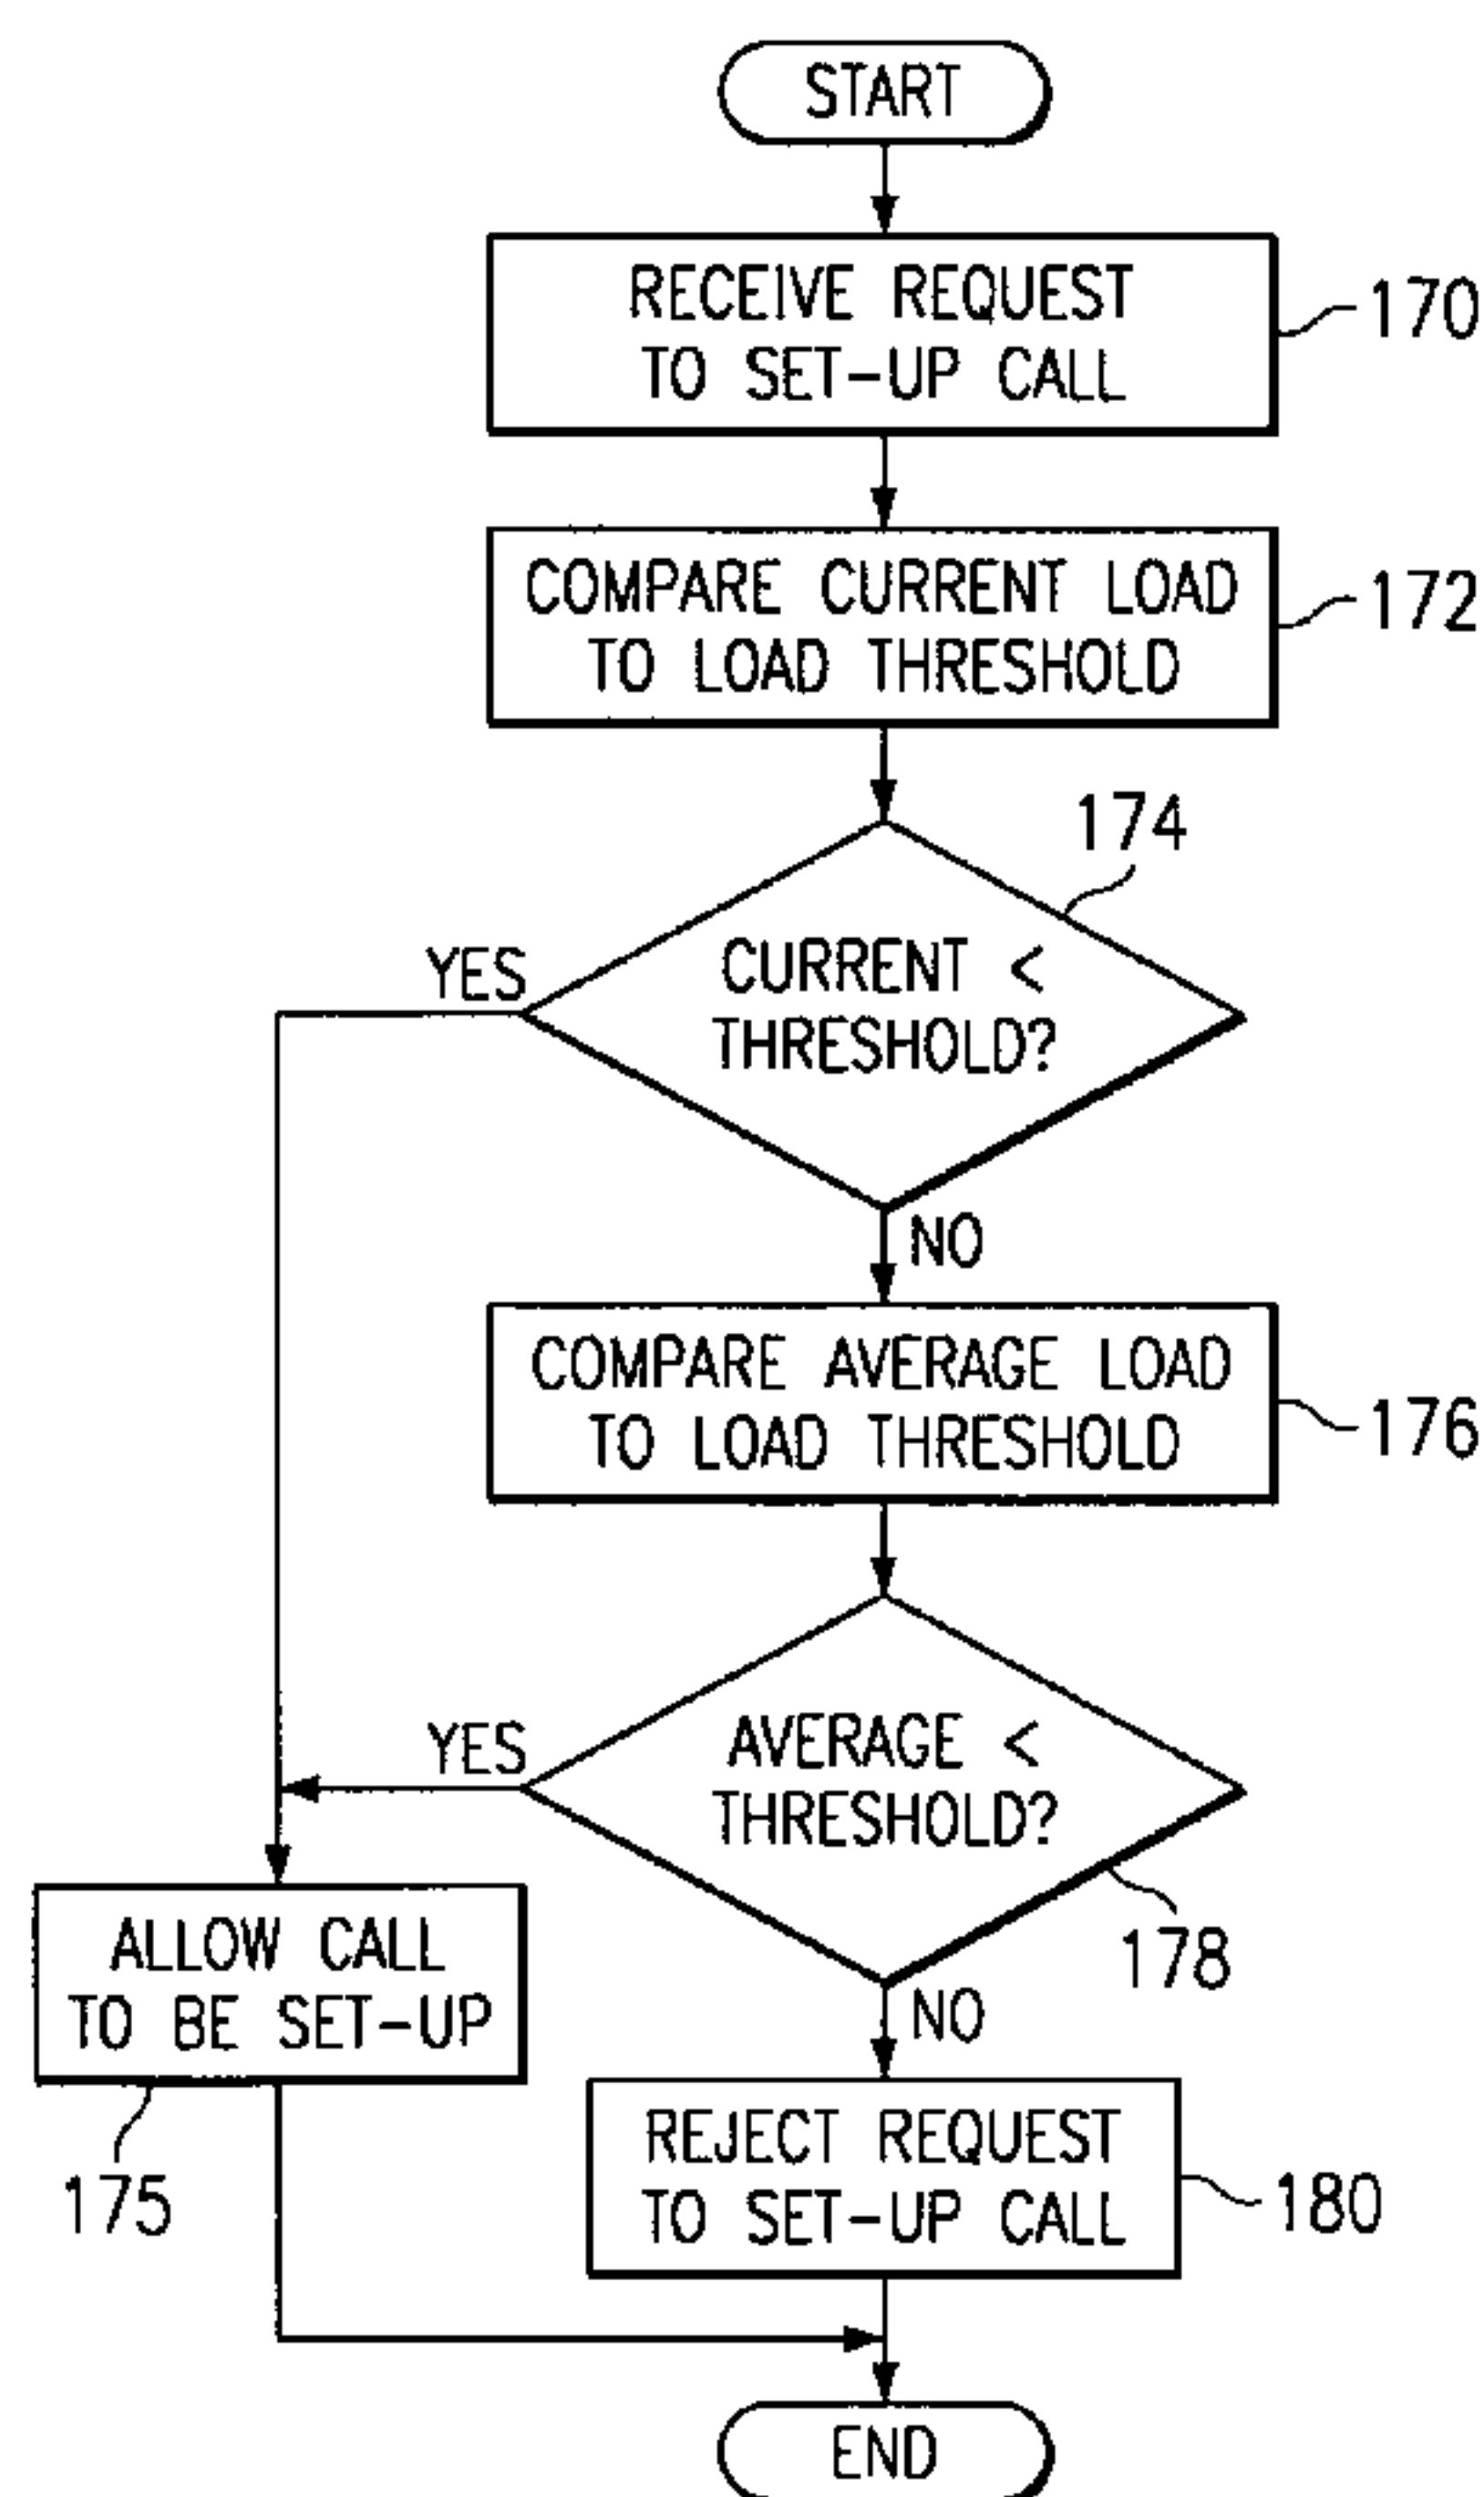 START
RECEIVE REQUEST
TO SET-UP CALL
170
COMPARE CURRENT LOAD
TO LOAD THRESHOLD
172
174
CURRENT <
THRESHOLD?
YES
NO
COMPARE AVERAGE LOAD
TO LOAD THRESHOLD
176
AVERAGE <
THRESHOLD?
YES
178
NO
ALLOW CALL
TO BE SET-UP
175
REJECT REQUEST
TO SET-UP CALL
180
END